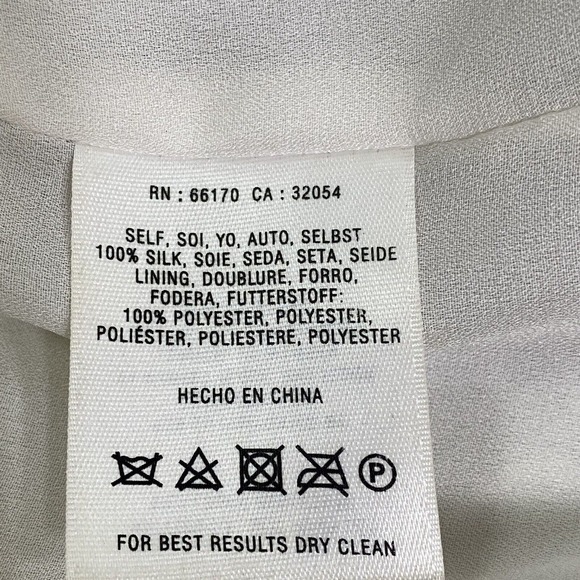 RN : 66170 CA : 32054
SELF, SOI, YO, AUTO, SELBST
100% SILK, SOIE, SEDA, SETA, SEIDE
LINING, DOUBLURE, FORRO,
FODERA, FUTTERSTOFF:
100% POLYESTER, POLYESTER,
POLIÉSTER, POLIESTERE, POLYESTER
HECHO EN CHINA
P
FOR BEST RESULTS DRY CLEAN